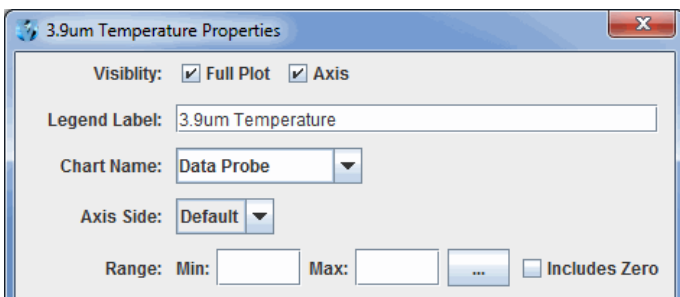 3.9um Temperature Properties
Visiblity: Full Plot Axis
Legend Label: 3.9um Temperature
Chart Name: Data Probe
Axis Side: Default
Range: Min: Max: ... Includes Zero